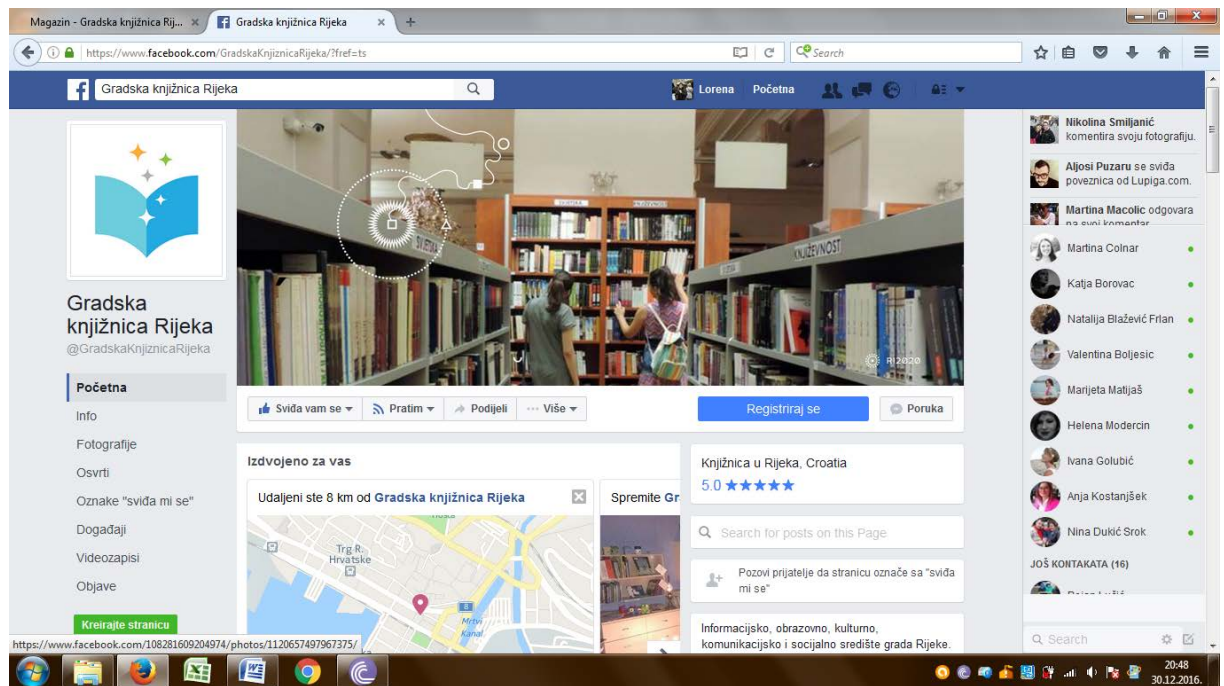 Magazin - Gradska knjižnica Rij...
Gradska knjižnica Rijeka
https://www.facebook.com/GradskaKnjiznicaRijeka/?fref=ts
Search
Gradska knjižnica Rijeka
Lorena
Početna
Gradska
knjižnica Rijeka
@GradskaKnjiznicaRijeka
Početna
Info
Fotografije
Osvrti
Oznake "sviđa mi se"
Događaji
Videozapisi
Objave
Kreirajte stranicu
https://www.facebook.com/108281609204974/photos/1120657497967375/
KNJIŽEVNOST
RI2020
Sviđa vam se
Pratim
Podijeli
Više
Registriraj se
Poruka
Izdvojeno za vas
Udaljeni ste 8 km od Gradska knjižnica Rijeka
Trg R.
Hrvatske
Mrtvi
Kanal
Spremite Gr
Knjižnica u Rijeka, Croatia
5.0 ★★★★★
Search for posts on this Page
Pozovi prijatelje da stranicu označe sa "sviđa
mi se"
Informacijsko, obrazovno, kulturno,
komunikacijsko i socijalno središte grada Rijeke.
Nikolina Smiljanić
komentira svoju fotografiju.
Aljosi Puzaru se sviđa
poveznica od Lupiga.com.
Martina Macolic odgovara
na svoj komentar
Martina Colnar
Katja Borovac
Natalija Blažević Frlan
Valentina Boljesic
Marijeta Matijaš
Helena Modercin
Ivana Golubić
Anja Kostanjšek
Nina Dukić Srok
JOŠ KONTAKATA (16)
Search
20:48
30.12.2016.